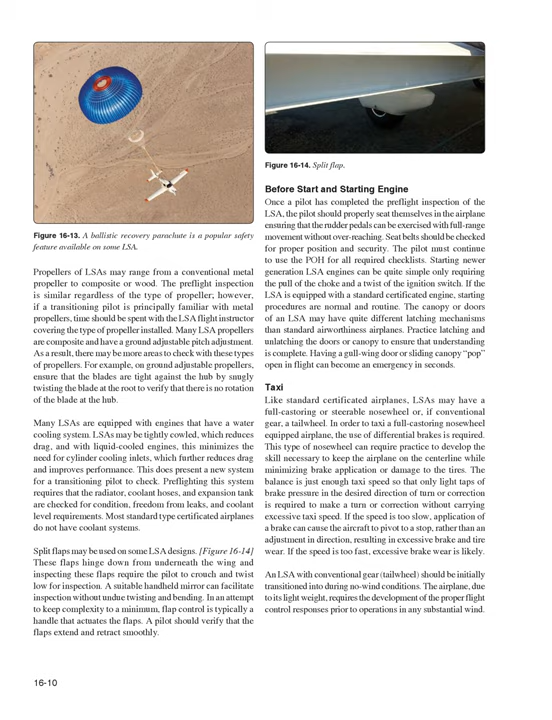 Figure 16-13. A ballistic recovery parachute is a popular safety
feature available on some LSA.
Propellers of LSAs may range from a conventional metal
propeller to composite or wood. The preflight inspection
is similar regardless of the type of propeller; however,
if a transitioning pilot is principally familiar with metal
propellers, time should be spent with the LSA flight instructor
covering the type of propeller installed. Many LSA propellers
are composite and have a ground adjustable pitch adjustment.
As a result, there may be more areas to check with these types
of propellers. For example, on ground adjustable propellers,
ensure that the blades are tight against the hub by snugly
twisting the blade at the root to verify that there is no rotation
of the blade at the hub.
Many LSAs are equipped with engines that have a water
cooling system. LSAs may be tightly cowled, which reduces
drag, and with liquid-cooled engines, this minimizes the
need for cylinder cooling inlets, which further reduces drag
and improves performance. This does present a new system
for a transitioning pilot to check. Preflighting this system
requires that the radiator, coolant hoses, and expansion tank
are checked for condition, freedom from leaks, and coolant
level requirements. Most standard type certificated airplanes
do not have coolant systems.
Split flaps may be used on some LSA designs. [Figure 16-14]
These flaps hinge down from underneath the wing and
inspecting these flaps require the pilot to crouch and twist
low for inspection. A suitable handheld mirror can facilitate
inspection without undue twisting and bending. In an attempt
to keep complexity to a minimum, flap control is typically a
handle that actuates the flaps. A pilot should verify that the
flaps extend and retract smoothly.
Figure 16-14. Split flap.
Before Start and Starting Engine
Once a pilot has completed the preflight inspection of the
LSA, the pilot should properly seat themselves in the airplane
ensuring that the rudder pedals can be exercised with full-range
movement without over-reaching. Seat belts should be checked
for proper position and security. The pilot must continue
to use the POH for all required checklists. Starting newer
generation LSA engines can be quite simple only requiring
the pull of the choke and a twist of the ignition switch. If the
LSA is equipped with a standard certificated engine, starting
procedures are normal and routine. The canopy or doors
of an LSA may have quite different latching mechanisms
than standard airworthiness airplanes. Practice latching and
unlatching the doors or canopy to ensure that understanding
is complete. Having a gull-wing door or sliding canopy “pop”
open in flight can become an emergency in seconds.
Taxi
Like standard certificated airplanes, LSAs may have a
full-castoring or steerable nosewheel or, if conventional
gear, a tailwheel. In order to taxi a full-castoring nosewheel
equipped airplane, the use of differential brakes is required.
This type of nosewheel can require practice to develop the
skill necessary to keep the airplane on the centerline while
minimizing brake application or damage to the tires. The
balance is just enough taxi speed so that only light taps of
brake pressure in the desired direction of turn or correction
is required to make a turn or correction without carrying
excessive taxi speed. If the speed is too slow, application of
a brake can cause the aircraft to pivot to a stop, rather than an
adjustment in direction, resulting in excessive brake and tire
wear. If the speed is too fast, excessive brake wear is likely.
An LSA with conventional gear (tailwheel) should be initially
transitioned into during no-wind conditions. The airplane, due
to its light weight, requires the development of the proper flight
control responses prior to operations in any substantial wind.
16-10